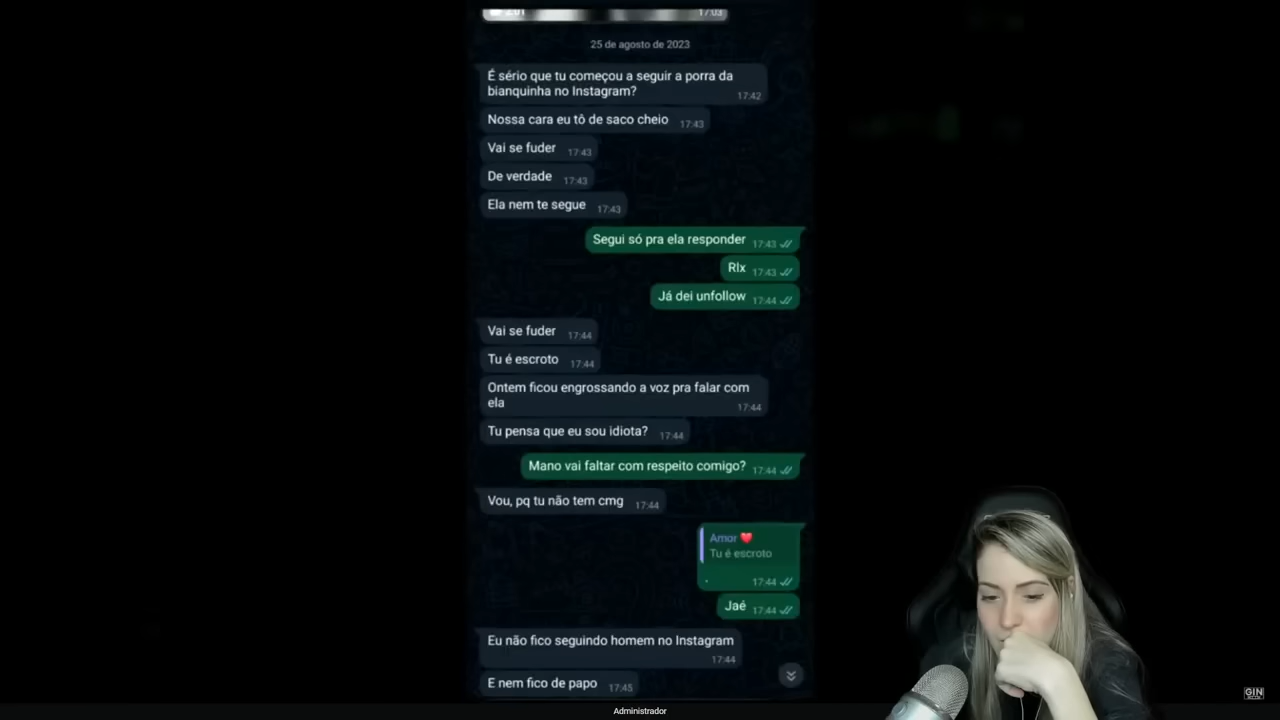 17:03
25 de agosto de 2023
É sério que tu começou a seguir a porra da
bianquinha no Instagram?
17:42
Nossa cara eu tô de saco cheio 17:43
Vai se fuder 17:43
De verdade 17:43
Ela nem te segue 17:43
Segui só pra ela responder 17:43
Rlx 17:43
Já dei unfollow 17:44
Vai se fuder 17:44
Tu é escroto 17:44
Ontem ficou engrossando a voz pra falar com
ela
17:44
Tu pensa que eu sou idiota? 17:44
Mano vai faltar com respeito comigo? 17:44
Vou, pq tu não tem cmg 17:44
Amor ❤️
Tu é escroto
. 17:44
Jaé 17:44
Eu não fico seguindo homem no Instagram
17:44
E nem fico de papo 17:45
GIN
Administrador